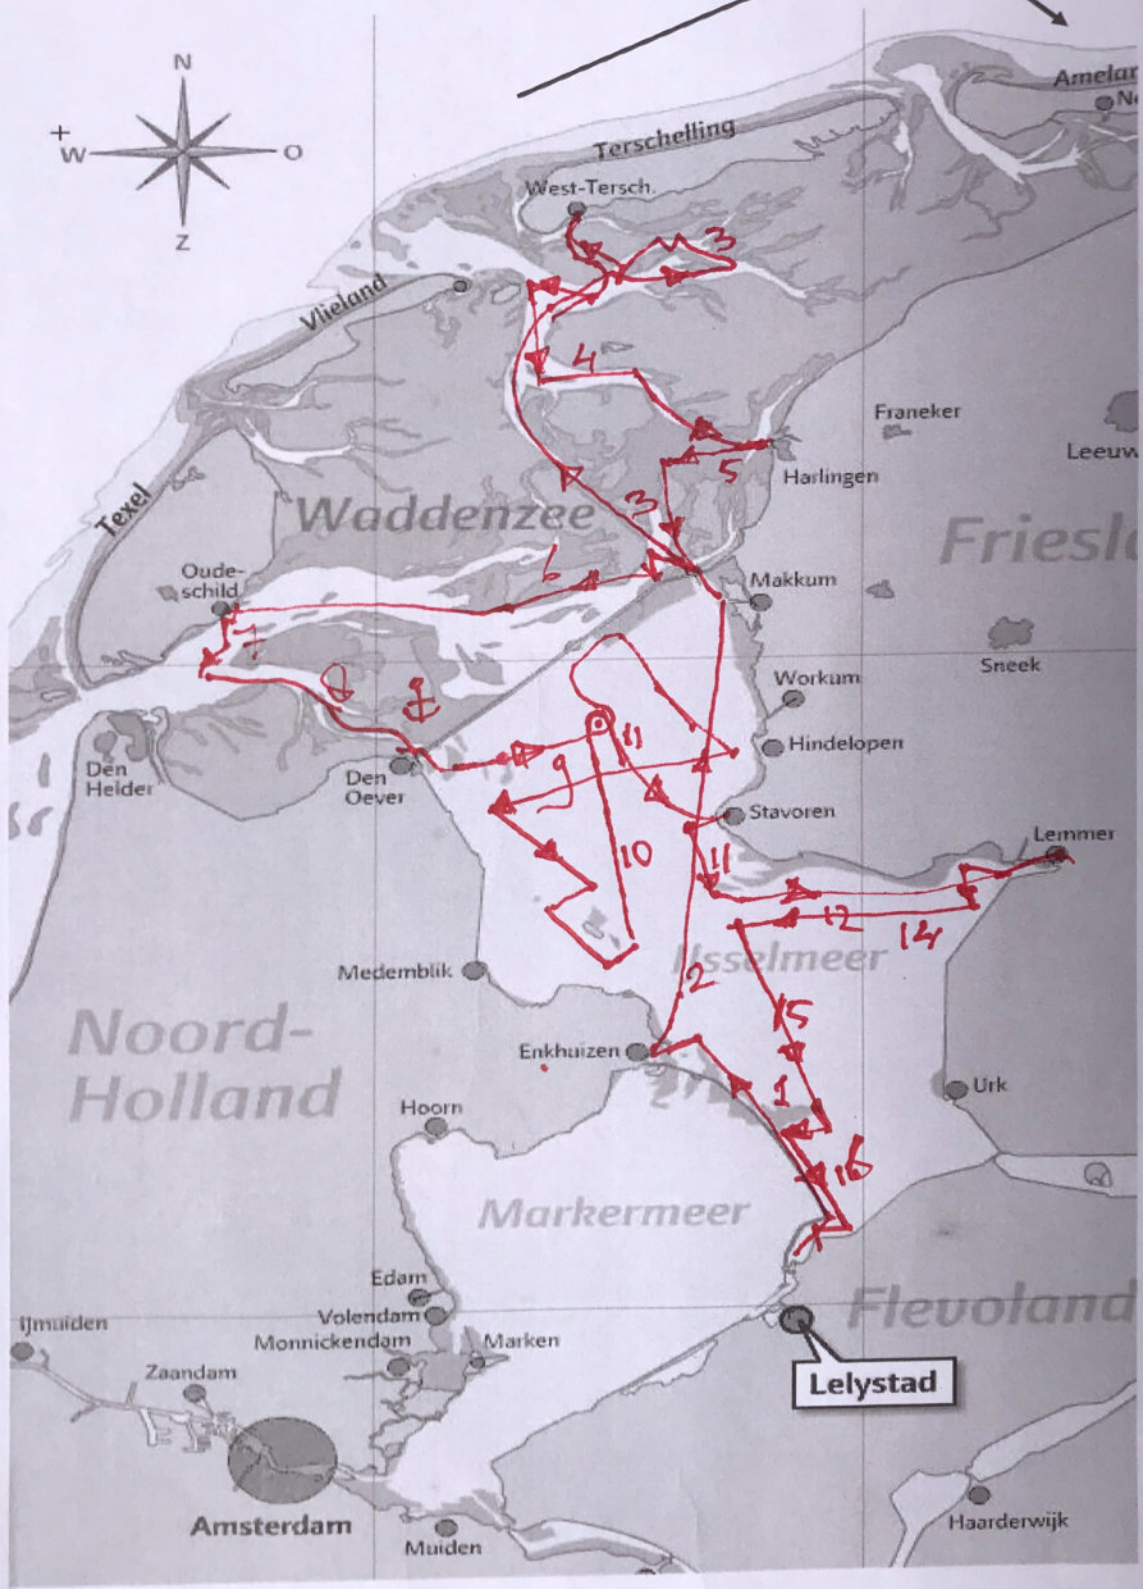 N
W
O
Z
Amelan
Terschelling
West-Tersch.
3
Vlieland
4
Franeker
Leeuw
5
Harlingen
Texel
Waddenzee
3
Friesl
Oude-
schild
6
Makkum
7
Sneek
8
Workum
Den
Helder
Den
Oever
11
Hindelopen
9
Stavoren
Lemmer
10
11
12
14
IJsselmeer
Medemblik
2
Noord-
Holland
15
Enkhuizen
1
Urk
Hoorn
16
Markermeer
Edam
Volendam
Flevoland
IJmuiden
Monnickendam
Marken
Zaandam
Lelystad
Amsterdam
Muiden
Haarderwijk